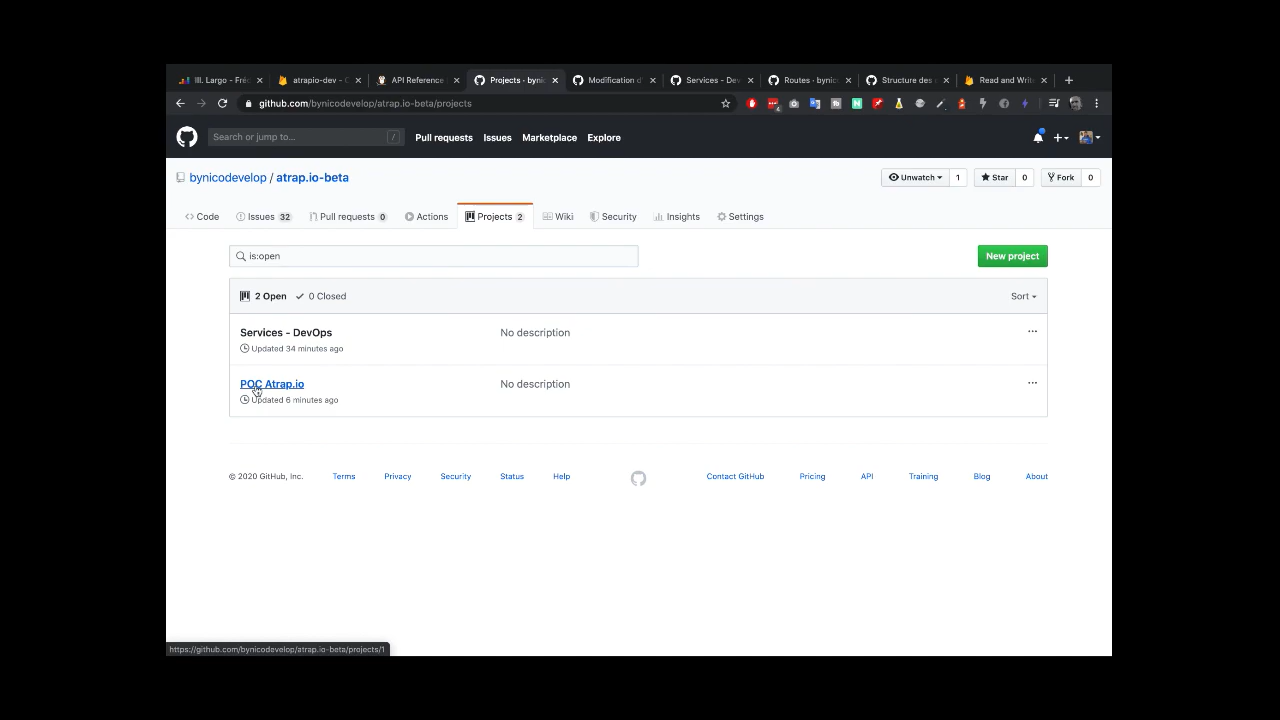 III. Largo - Fré
atrapio-dev - C
API Reference
Projects · byni
Modification d'
Services - Dev
Routes · bynic
Structure des
Read and Write
github.com/bynicodevelop/atrap.io-beta/projects
Search or jump to...
/
Pull requests
Issues
Marketplace
Explore
bynicodevelop / atrap.io-beta
Unwatch
1
Star
0
Fork
0
Code
Issues 32
Pull requests 0
Actions
Projects 2
Wiki
Security
Insights
Settings
is:open
New project
2 Open
0 Closed
Sort
Services - DevOps
No description
Updated 34 minutes ago
POC Atrap.io
No description
Updated 6 minutes ago
© 2020 GitHub, Inc.
Terms
Privacy
Security
Status
Help
Contact GitHub
Pricing
API
Training
Blog
About
https://github.com/bynicodevelop/atrap.io-beta/projects/1